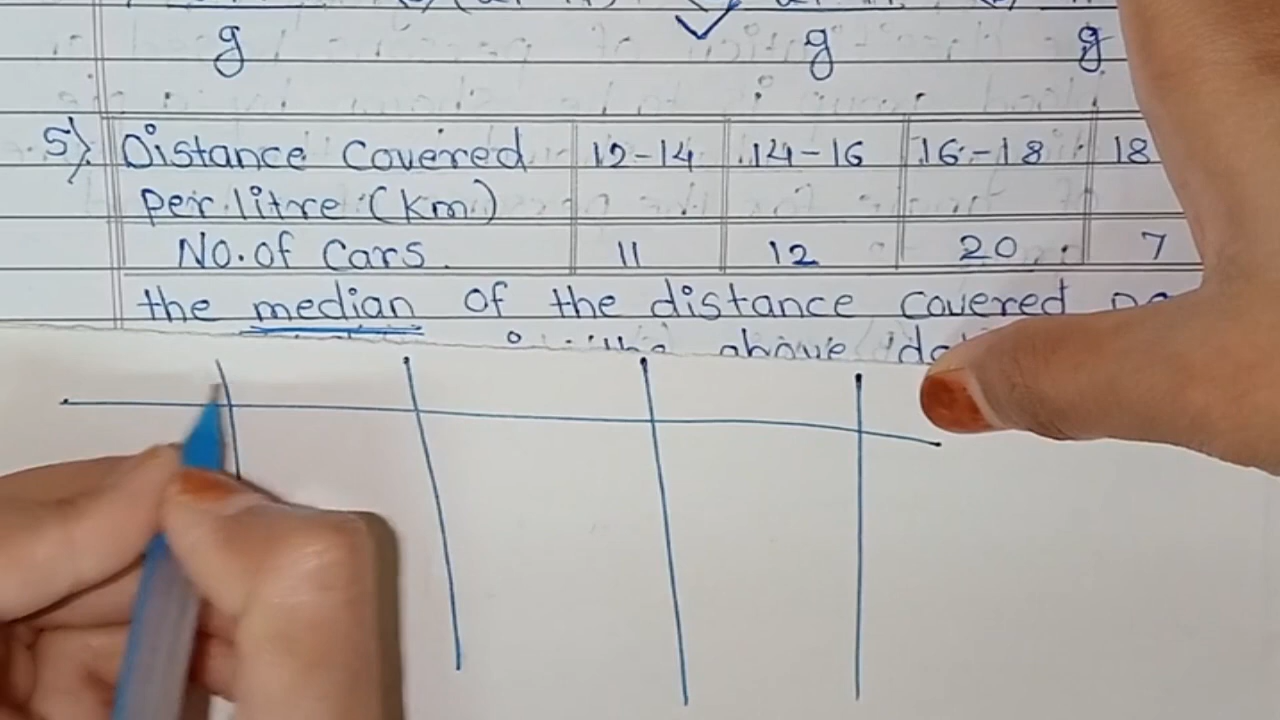 g g g
5) Distance Covered 12-14 14-16 16-18 18
per litre (km)
No. of Cars. 11 12 20 7
the median of the distance covered
above